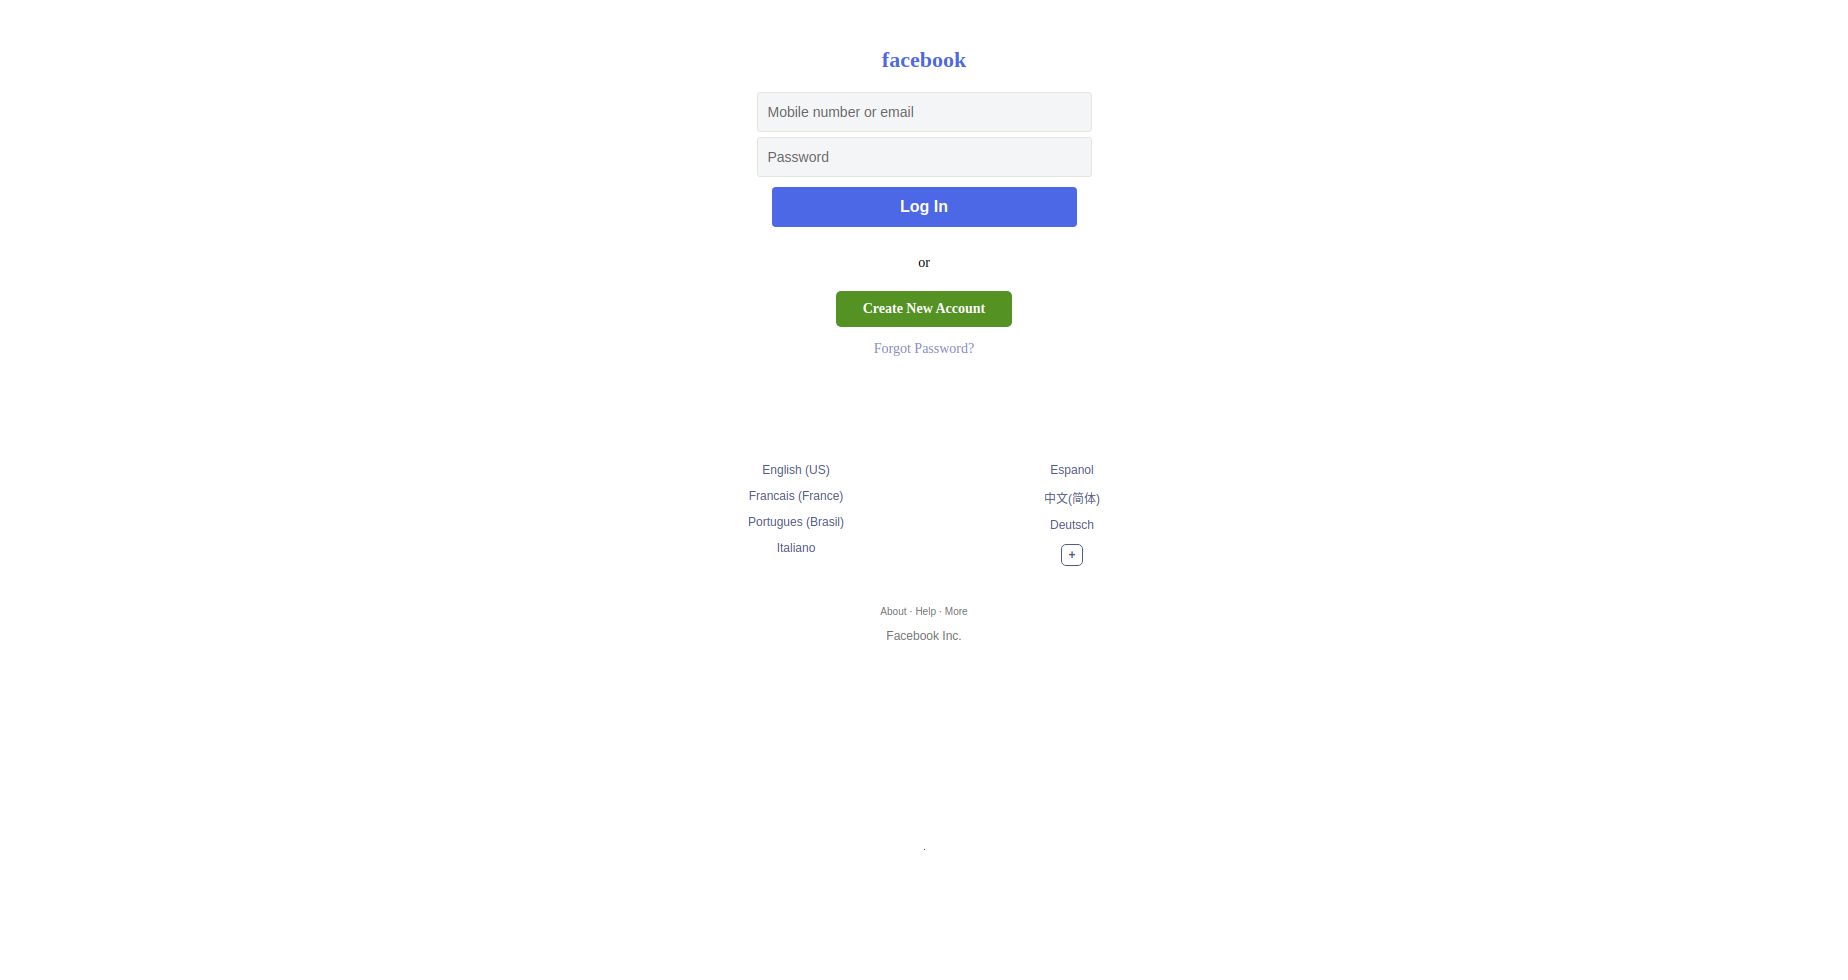 facebook
Mobile number or email
Password
Log In
or
Create New Account
Forgot Password?
English (US)
Espanol
Francais (France)
中文(简体)
Portugues (Brasil)
Deutsch
Italiano
+
About · Help · More
Facebook Inc.
.